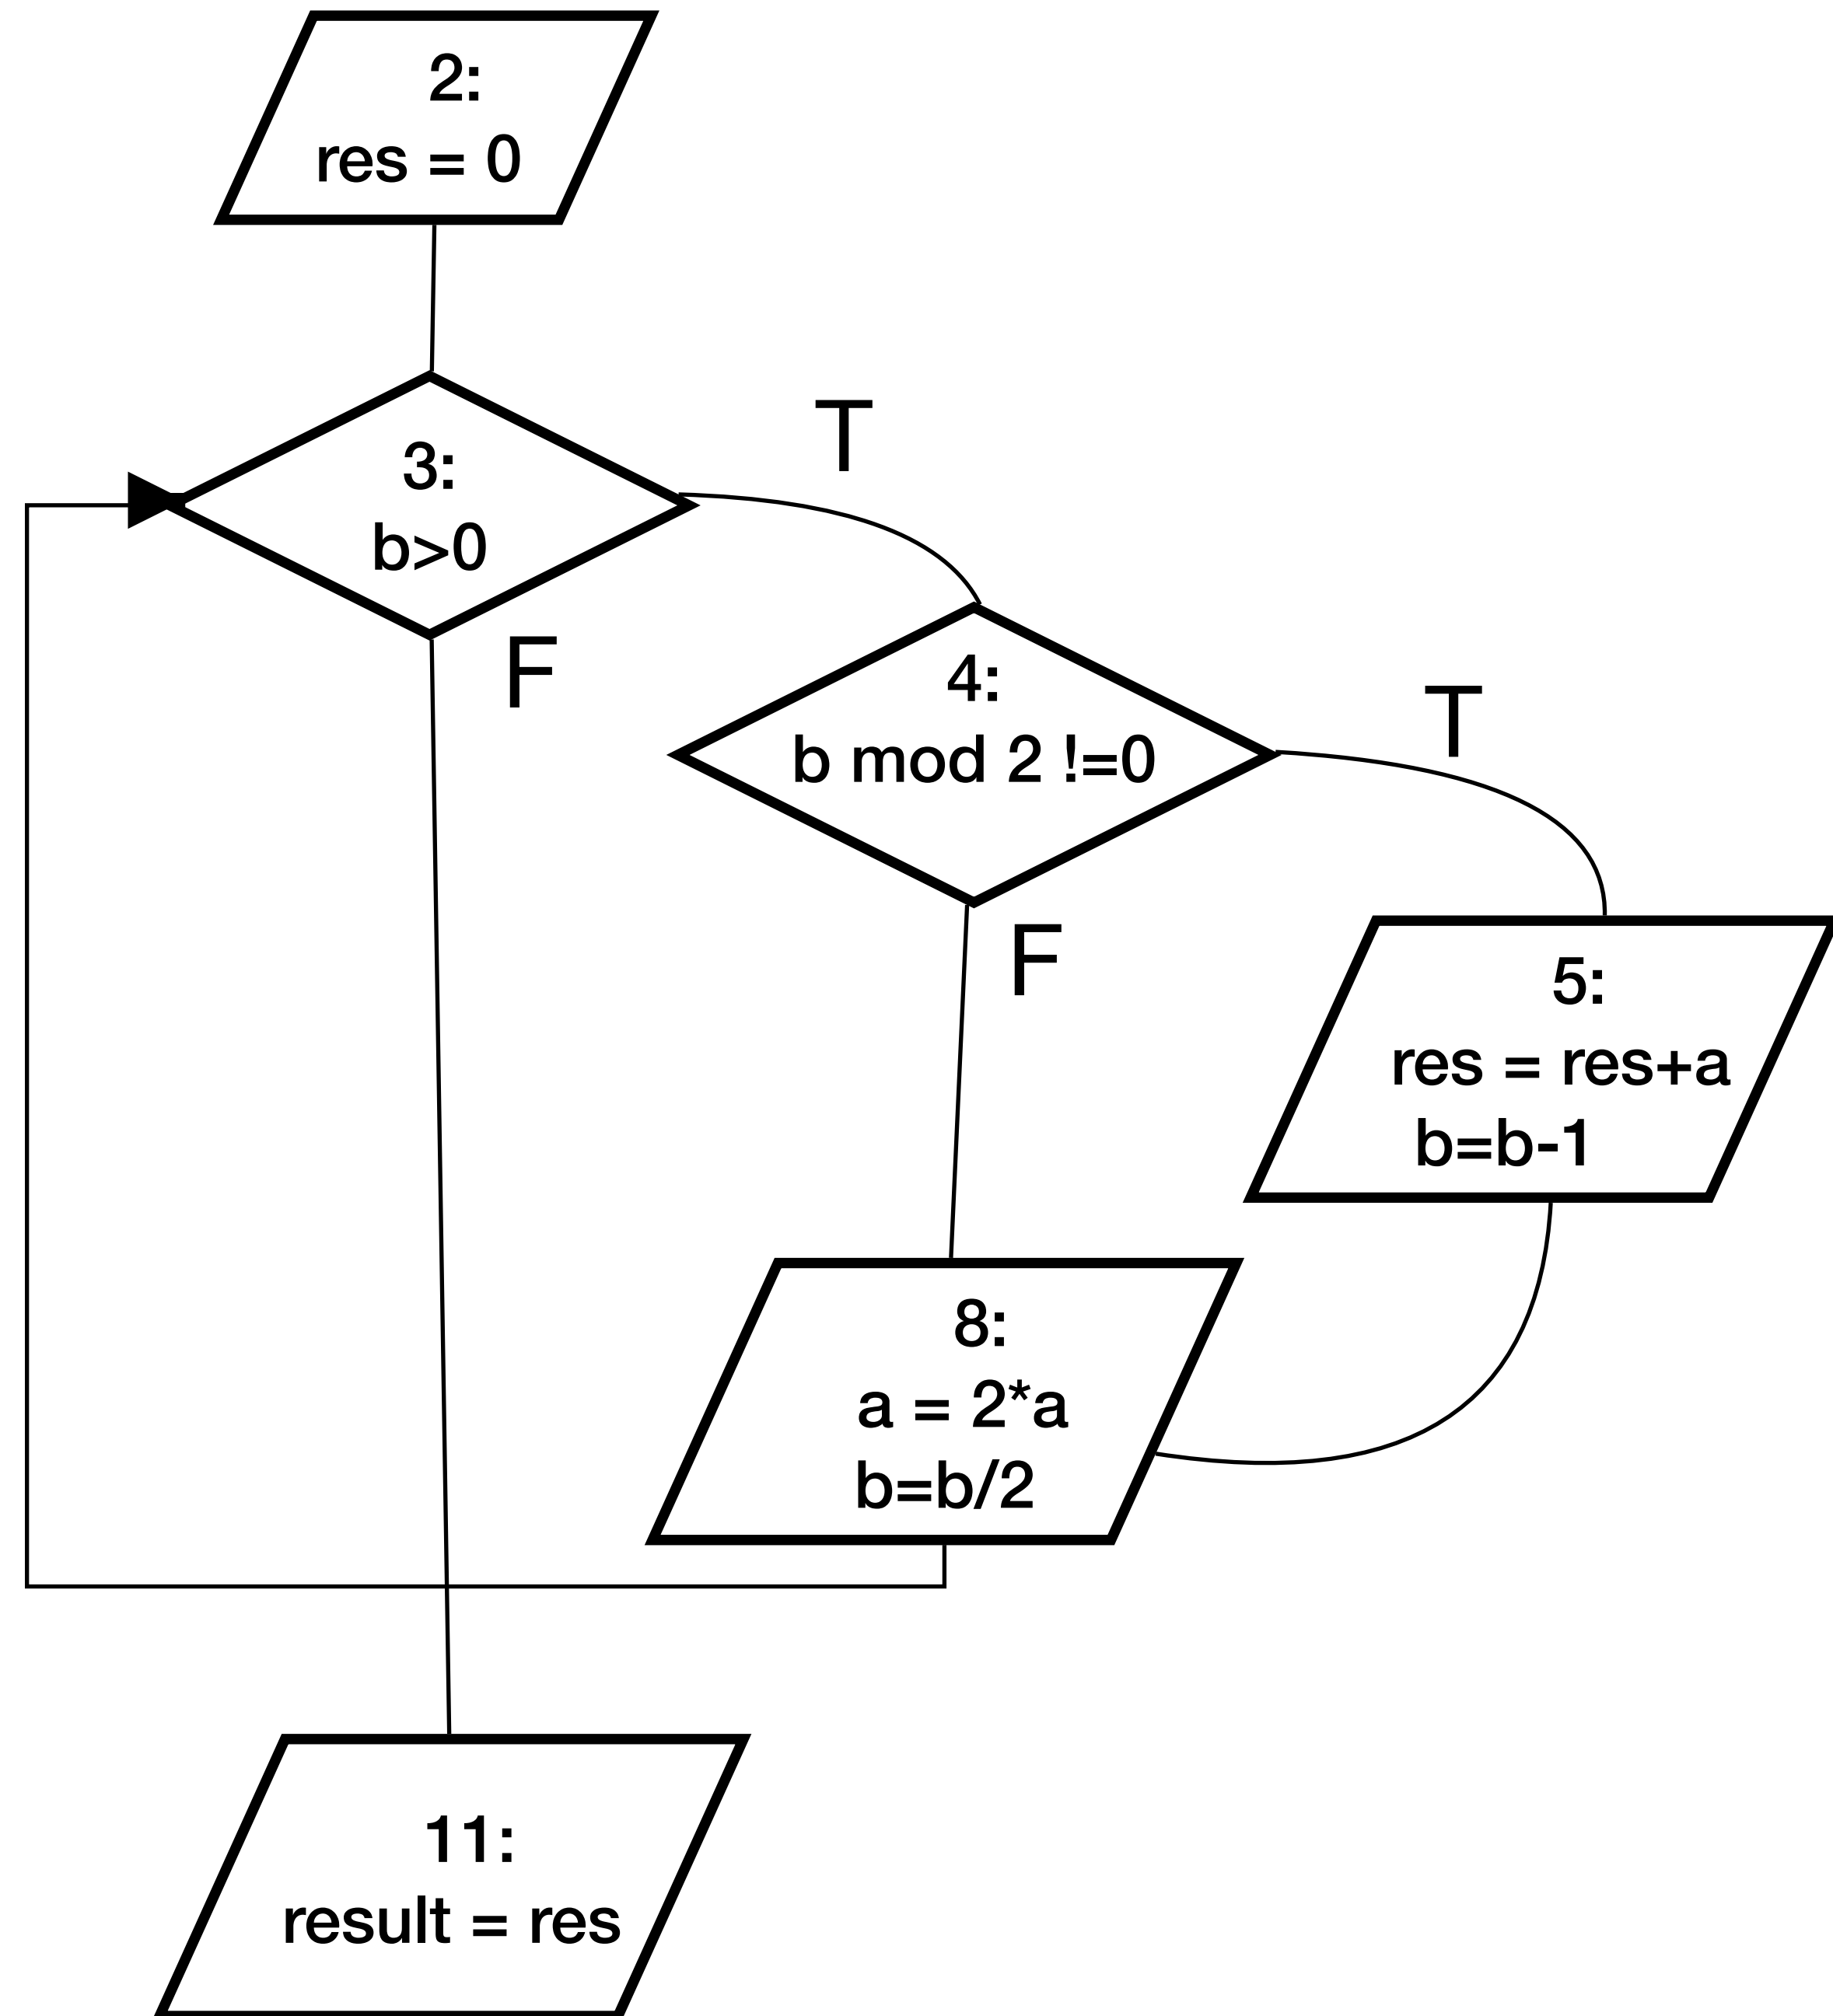 2:
res = 0
3:
b>0
T
F
4:
b mod 2 !=0
T
F
5:
res = res+a
b=b-1
8:
a = 2*a
b=b/2
11:
result = res